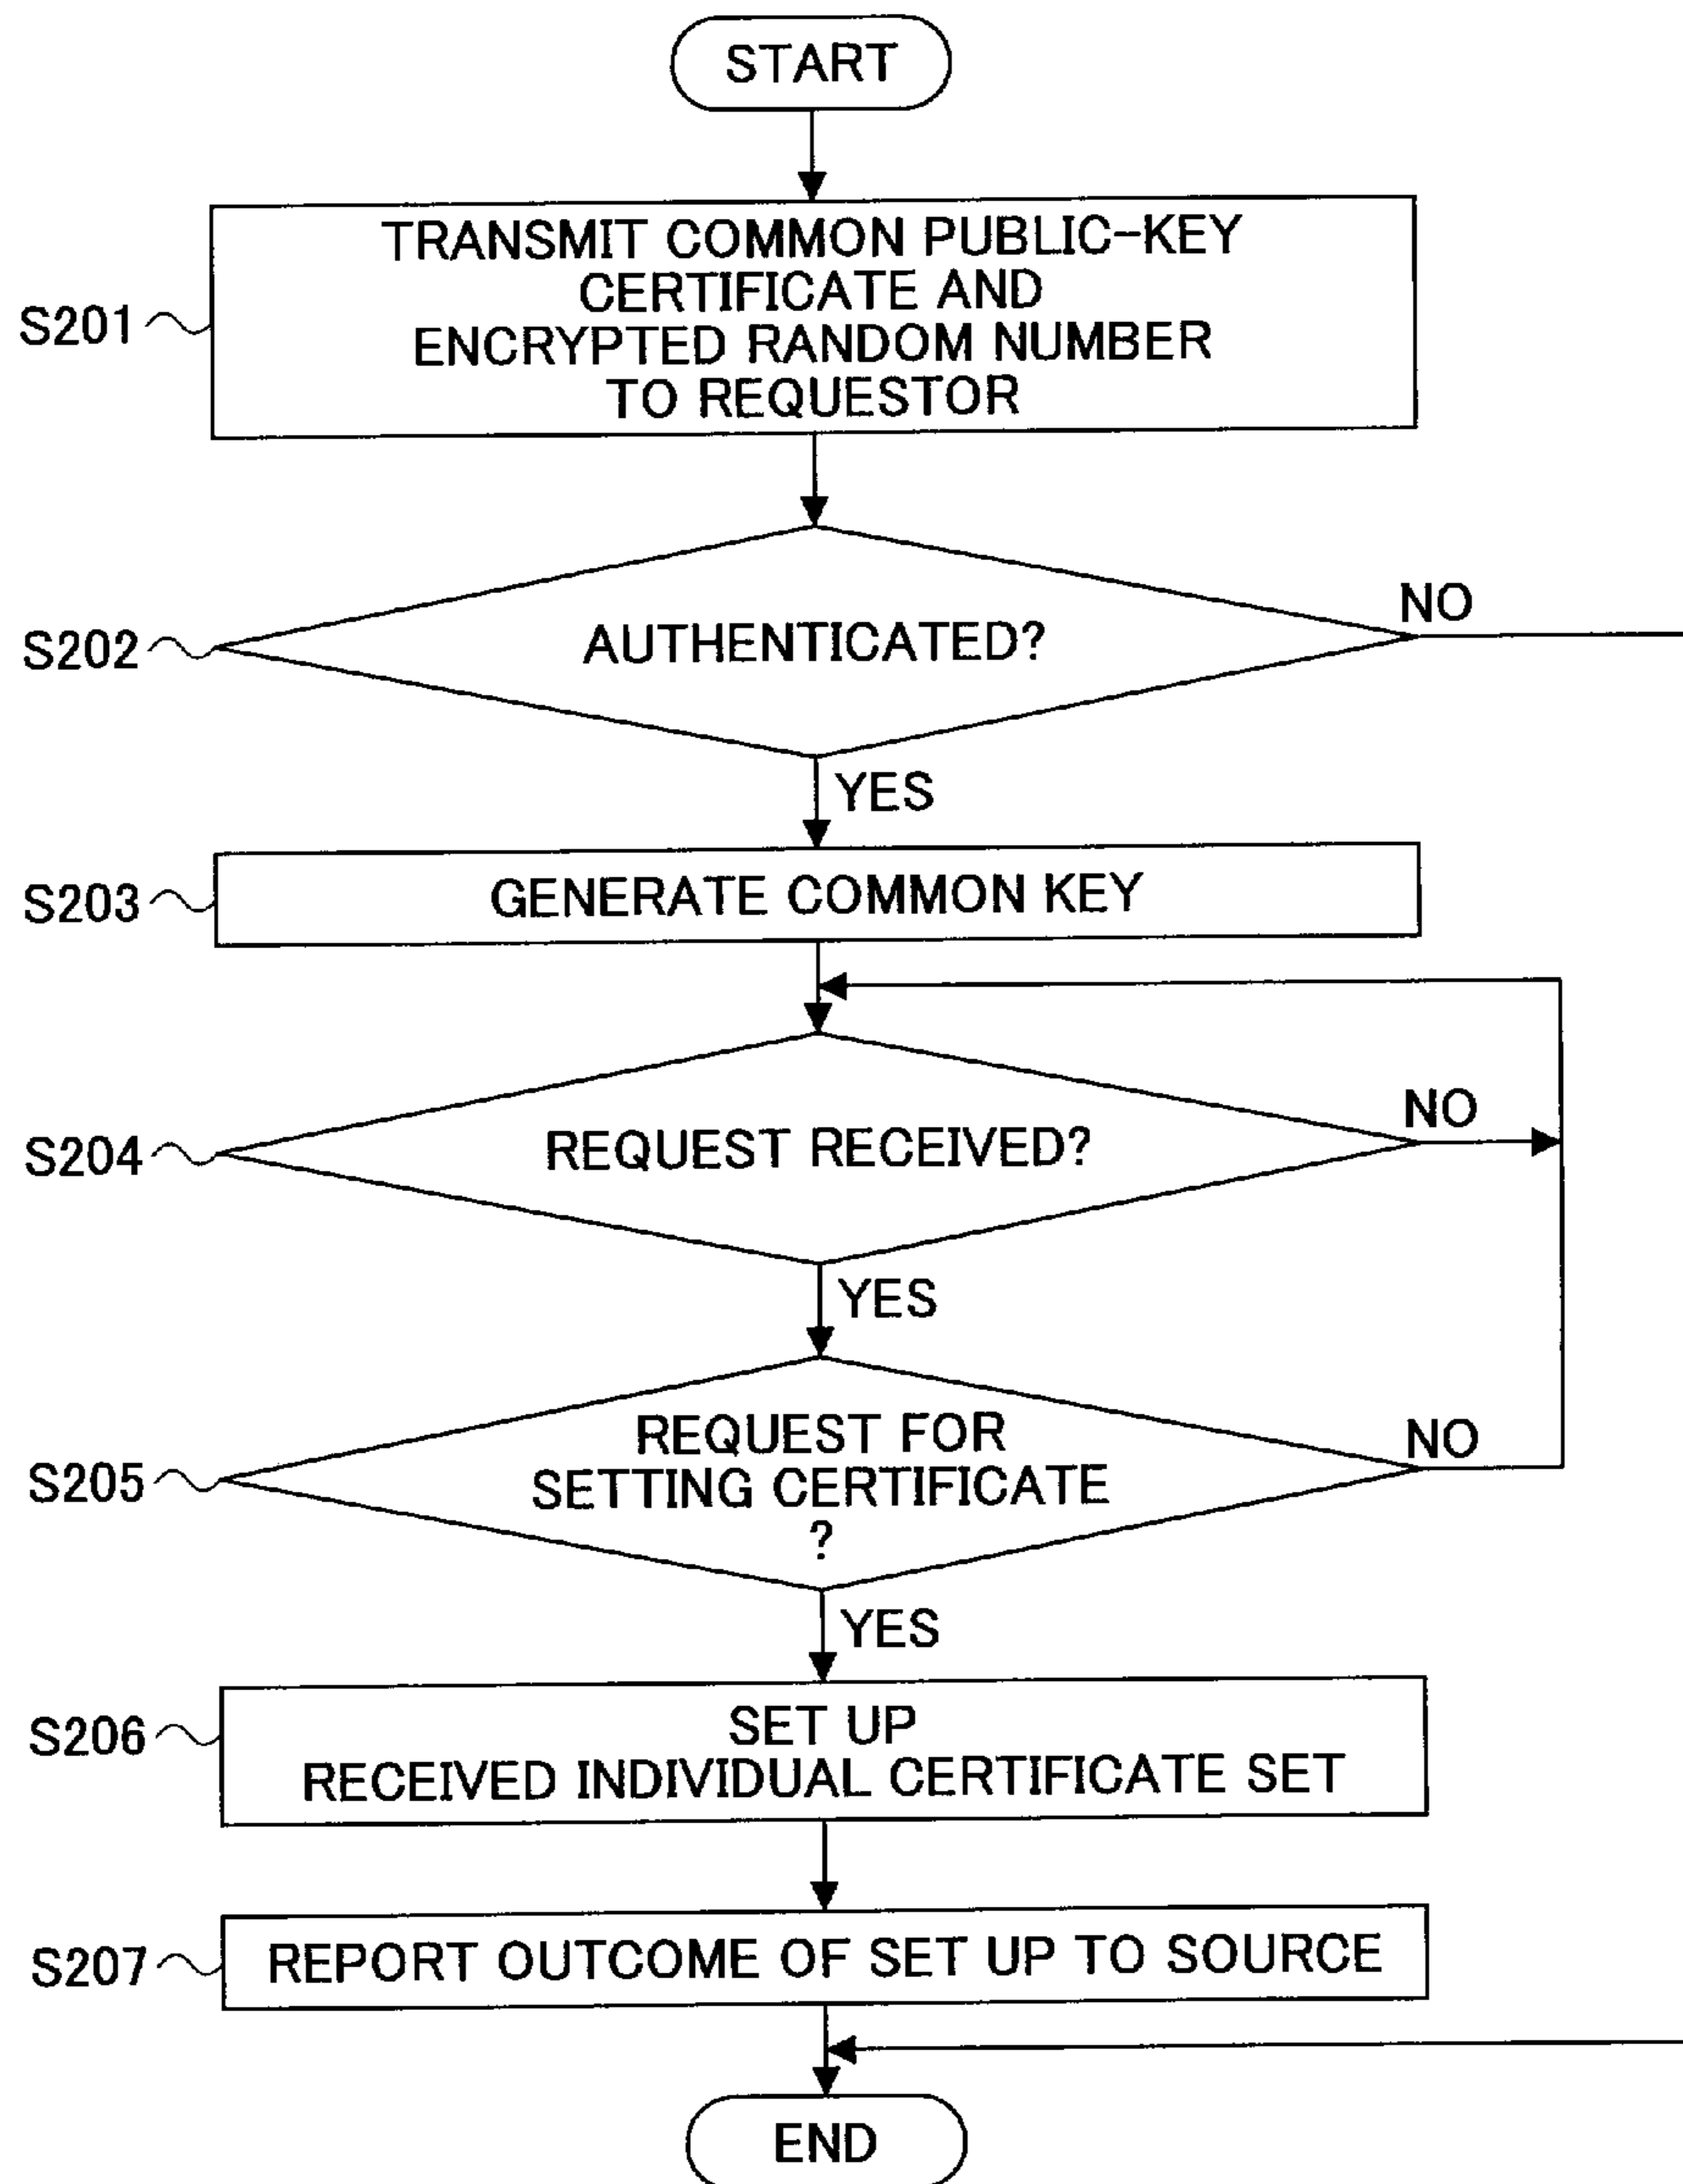 START
TRANSMIT COMMON PUBLIC-KEY
CERTIFICATE AND
S201
ENCRYPTED RANDOM NUMBER
TO REQUESTOR
NO
S202
AUTHENTICATED?
YES
S203
GENERATE COMMON KEY
NO
S204
REQUEST RECEIVED?
YES
REQUEST FOR
NO
S205
SETTING CERTIFICATE
?
YES
SET UP
S206
RECEIVED INDIVIDUAL CERTIFICATE SET
S207
REPORT OUTCOME OF SET UP TO SOURCE
END